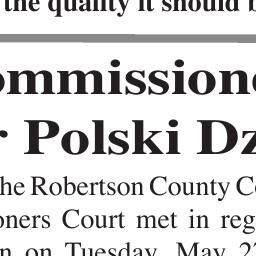 the quality it should b
ommissione
r Polski Dz
he Robertson County Co
oners Court met in reg
n on Tuesday, May 2